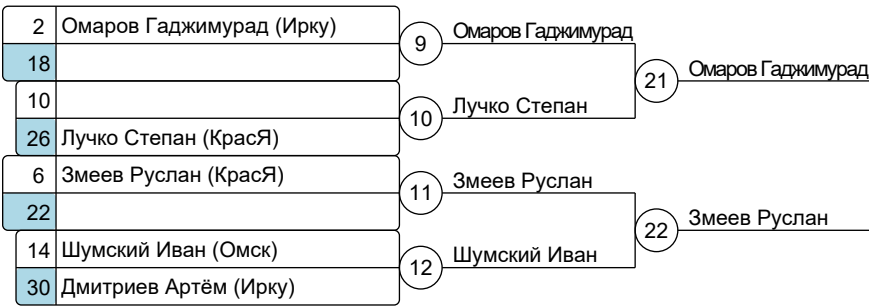 2 Омаров Гаджимурад (Ирку)
18
9 Омаров Гаджимурад
21 Омаров Гаджимурад
10
26 Лучко Степан (КрасЯ)
10 Лучко Степан
6 Змеев Руслан (КрасЯ)
22
11 Змеев Руслан
22 Змеев Руслан
14 Шумский Иван (Омск)
30 Дмитриев Артём (Ирку)
12 Шумский Иван